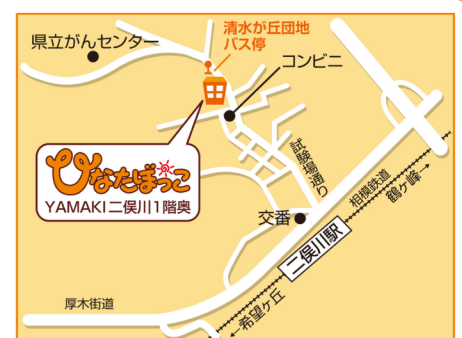 清水が丘団地
バス停
県立がんセンター
コンビニ
ひなたぼっこ
YAMAKI二俣川1階奥
試験場通り
相模鉄道
鶴ヶ峰→
交番
二俣川駅
厚木街道
←希望ケ丘